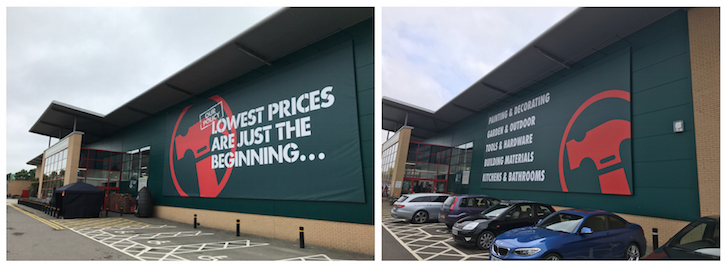 OUR
POLICY
LOWEST PRICES
ARE JUST THE
BEGINNING...
PAINTING & DECORATING
GARDEN & OUTDOOR
TOOLS & HARDWARE
BUILDING MATERIALS
KITCHENS & BATHROOMS